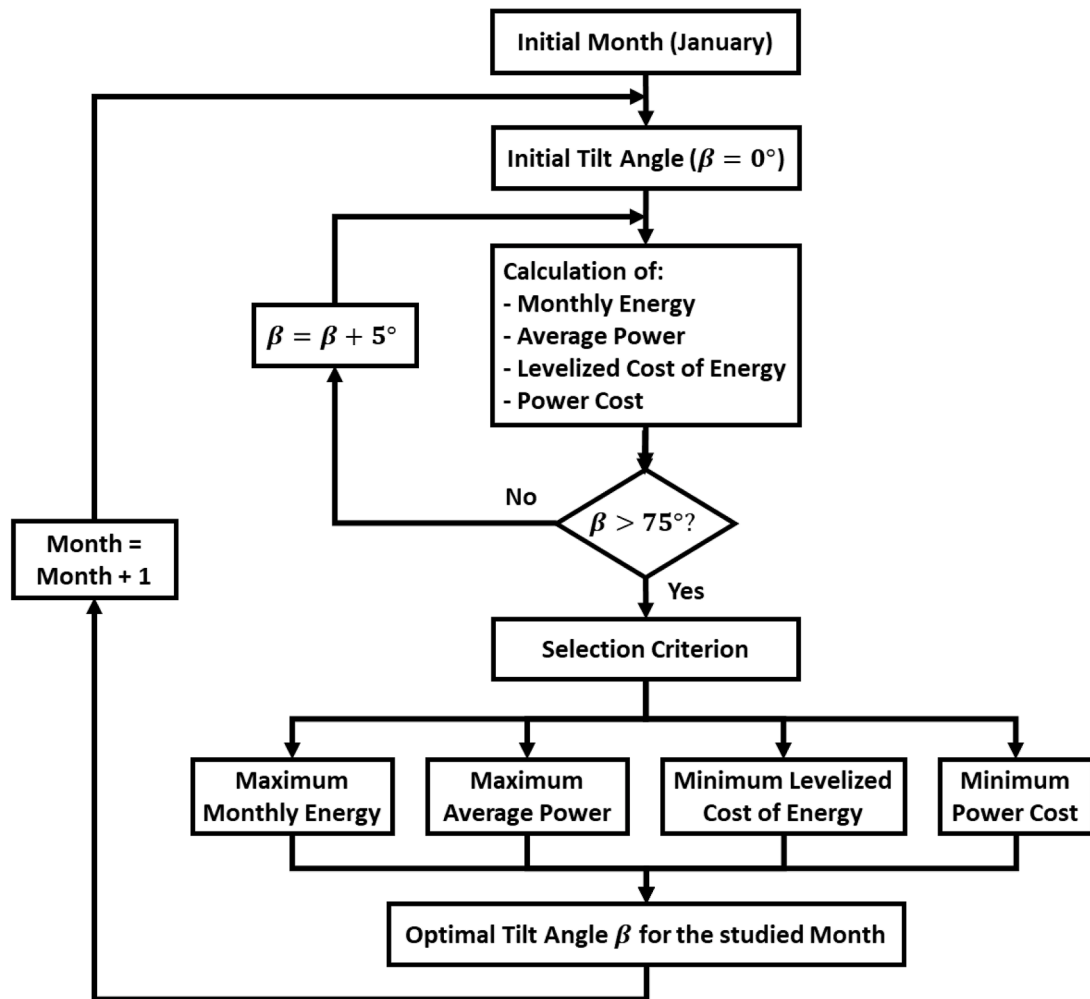 Initial Month (January)
Initial Tilt Angle (β = 0°)
Calculation of:
- Monthly Energy
- Average Power
- Levelized Cost of Energy
- Power Cost
β = β + 5°
No
β > 75°?
Yes
Month =
Month + 1
Selection Criterion
Maximum
Monthly Energy
Maximum
Average Power
Minimum Levelized
Cost of Energy
Minimum
Power Cost
Optimal Tilt Angle β for the studied Month